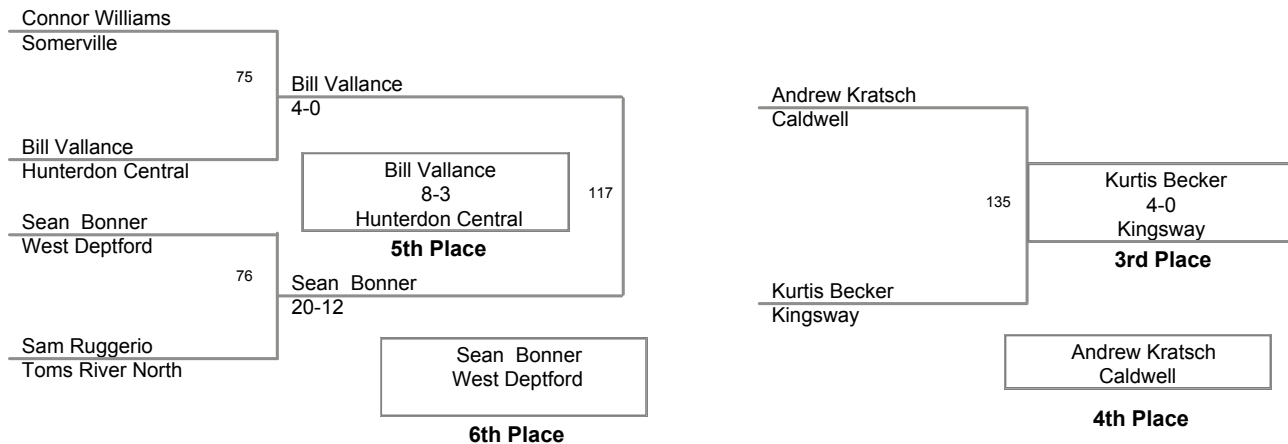 Connor Williams
Somerville
75
Bill Vallance
4-0
Bill Vallance
Hunterdon Central
Bill Vallance
8-3
Hunterdon Central
5th Place
117
Sean Bonner
West Deptford
76
Sean Bonner
20-12
Sam Ruggerio
Toms River North
Sean Bonner
West Deptford
6th Place
Andrew Kratsch
Caldwell
135
Kurtis Becker
4-0
Kingsway
3rd Place
Kurtis Becker
Kingsway
Andrew Kratsch
Caldwell
4th Place